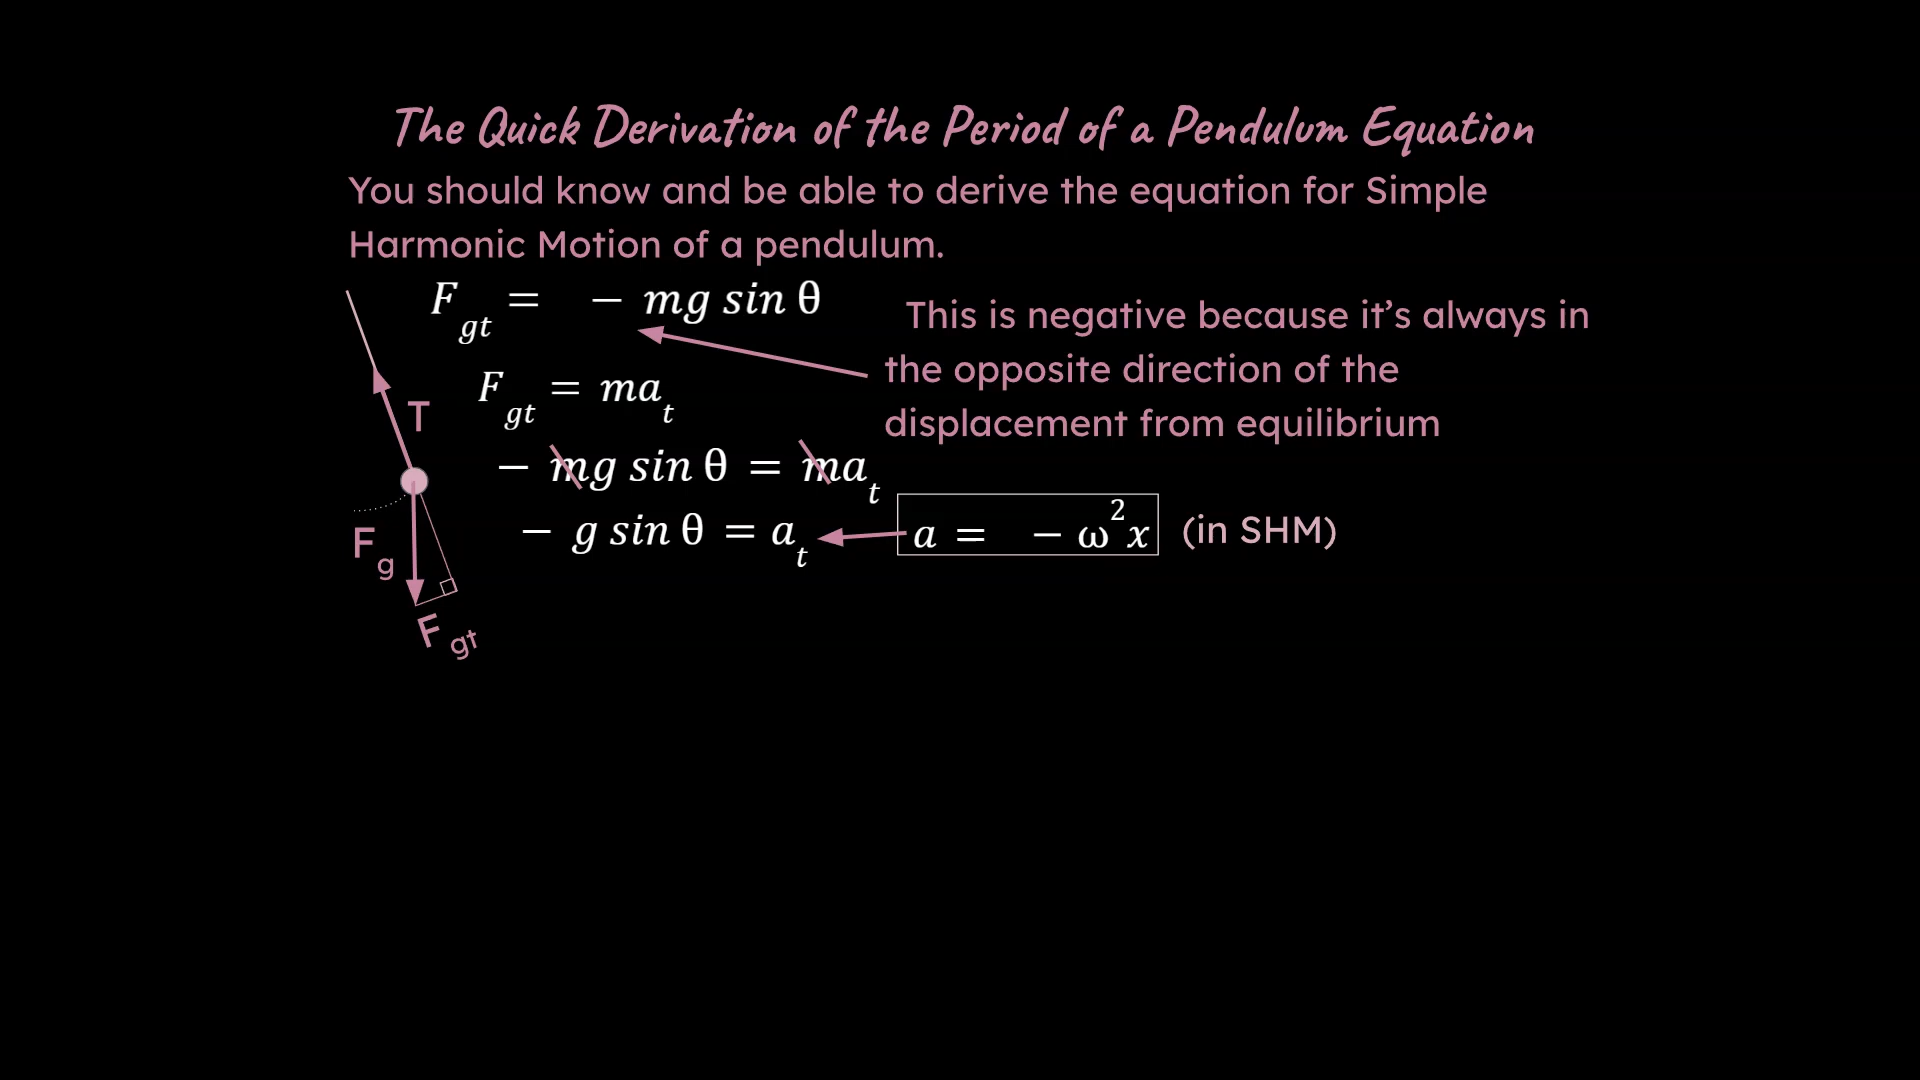 The Quick Derivation of the Period of a Pendulum Equation
You should know and be able to derive the equation for Simple
Harmonic Motion of a pendulum.
F_gt = − mg sin θ
This is negative because it’s always in
the opposite direction of the
displacement from equilibrium
F_gt = ma_t
T
− mg sin θ = ma_t
− g sin θ = a_t
a = − ω²x
(in SHM)
F_g
F_gt